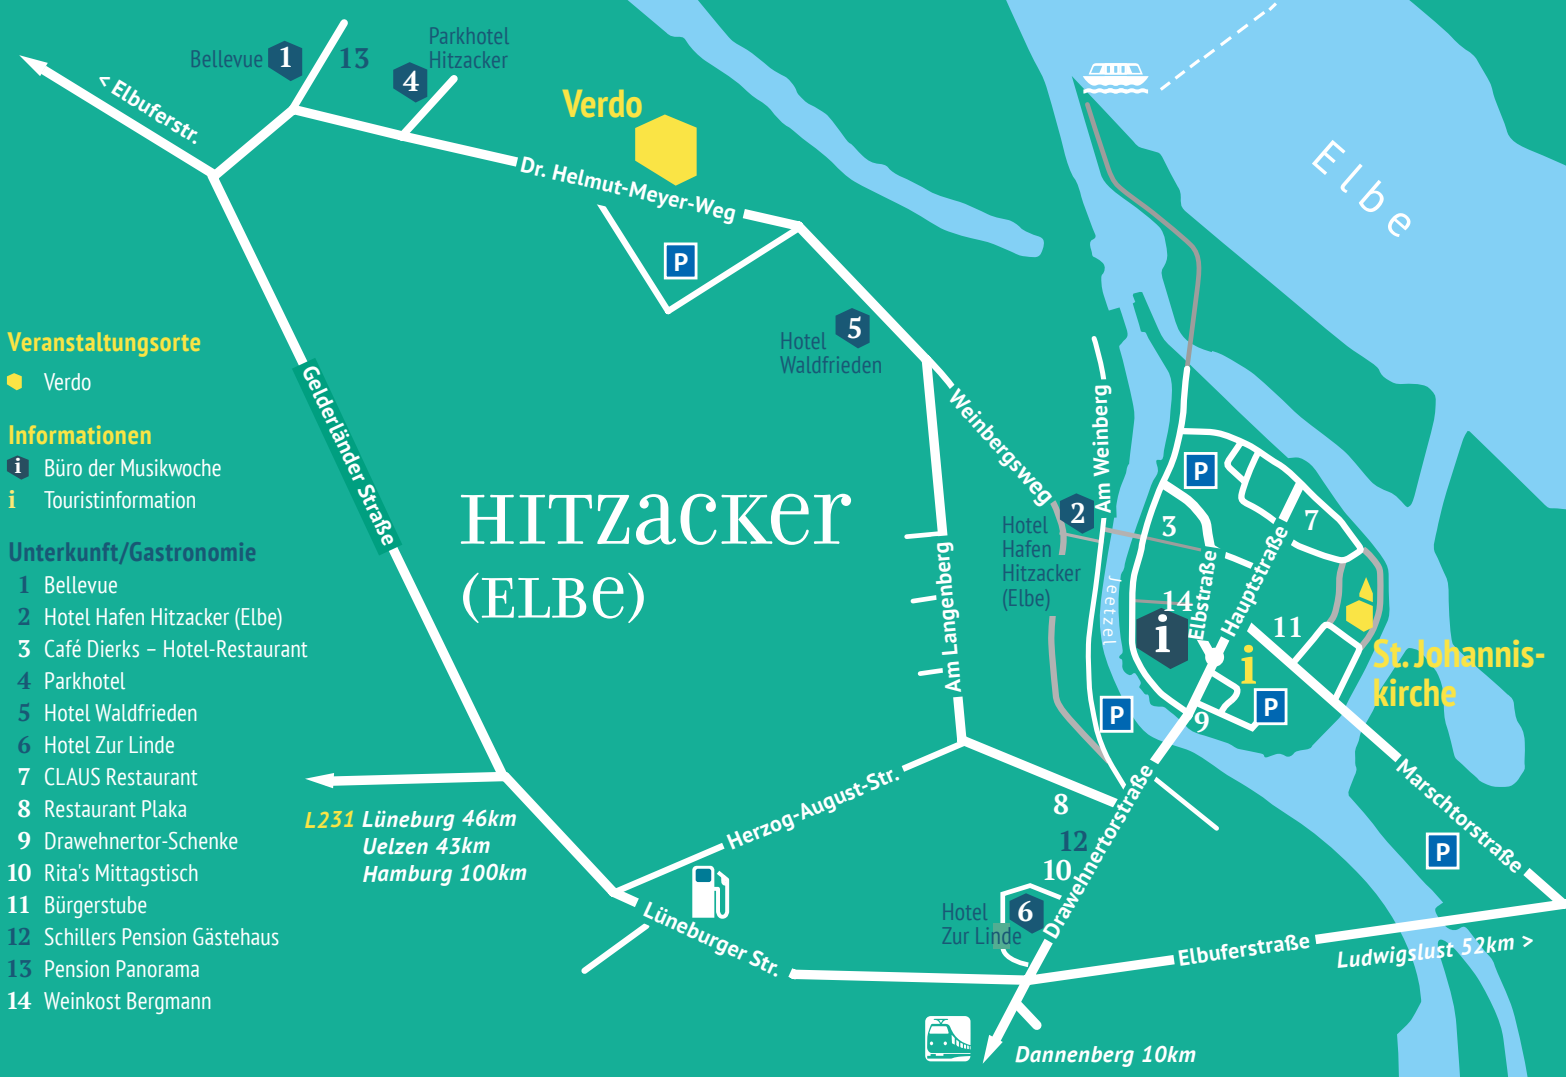 Bellevue 1
13
Parkhotel
Hitzacker
4
< Elbuferstr.
Verdo
Dr. Helmut-Meyer-Weg
P
Elbe
Hotel
Waldfrieden
5
Veranstaltungsorte
Verdo
Informationen
i Büro der Musikwoche
i Touristinformation
Unterkunft/Gastronomie
1 Bellevue
2 Hotel Hafen Hitzacker (Elbe)
3 Café Dierks – Hotel-Restaurant
4 Parkhotel
5 Hotel Waldfrieden
6 Hotel Zur Linde
7 CLAUS Restaurant
8 Restaurant Plaka
9 Drawehnertor-Schenke
10 Rita's Mittagstisch
11 Bürgerstube
12 Schillers Pension Gästehaus
13 Pension Panorama
14 Weinkost Bergmann
Gelderländer Straße
HITZACKER
(ELBE)
Weinbergsweg
Am Weinberg
Am Langenberg
2
Hotel
Hafen
Hitzacker
(Elbe)
Jeetzel
P
3
7
14
Elbstraße
Hauptstraße
11
i
i
St. Johannis-
kirche
P
P
9
Marschtorstraße
P
L231 Lüneburg 46km
Uelzen 43km
Hamburg 100km
Herzog-August-Str.
8
12
10
Drawehnertorstraße
Hotel
Zur Linde
6
Lüneburger Str.
Elbuferstraße
Ludwigslust 52km >
Dannenberg 10km